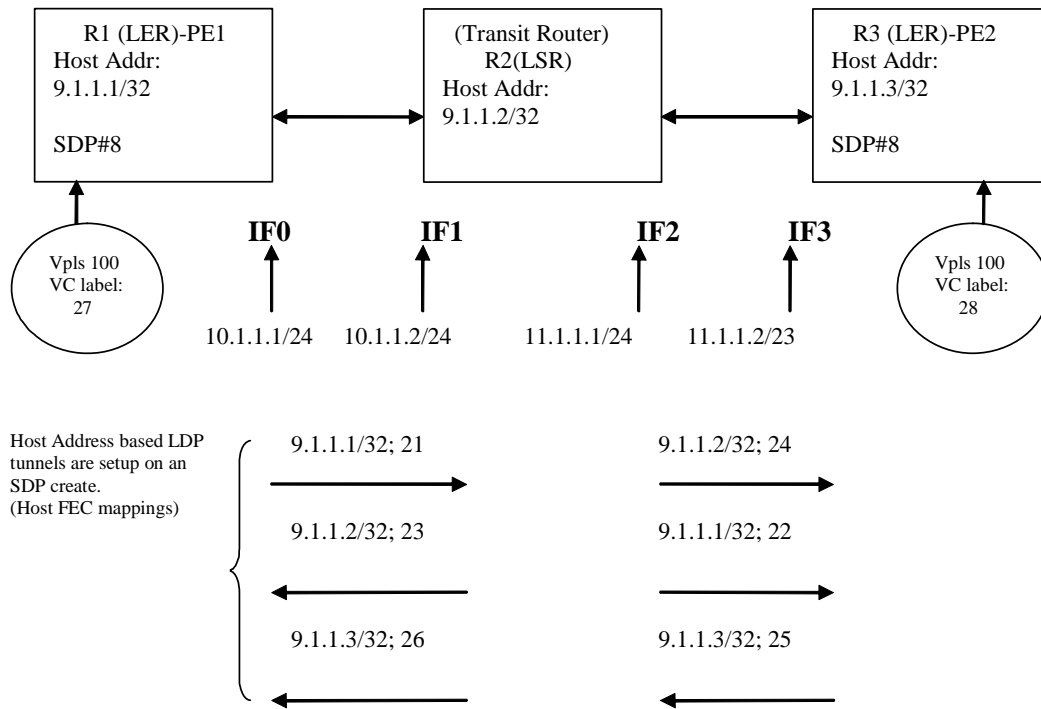 R1 (LER)-PE1
Host Addr:
9.1.1.1/32
SDP#8
(Transit Router)
R2(LSR)
Host Addr:
9.1.1.2/32
R3 (LER)-PE2
Host Addr:
9.1.1.3/32
SDP#8
Vpls 100
VC label:
27
IF0
IF1
IF2
IF3
Vpls 100
VC label:
28
10.1.1.1/24
10.1.1.2/24
11.1.1.1/24
11.1.1.2/23
Host Address based LDP
tunnels are setup on an
SDP create.
(Host FEC mappings)
9.1.1.1/32; 21
9.1.1.2/32; 24
9.1.1.2/32; 23
9.1.1.1/32; 22
9.1.1.3/32; 26
9.1.1.3/32; 25